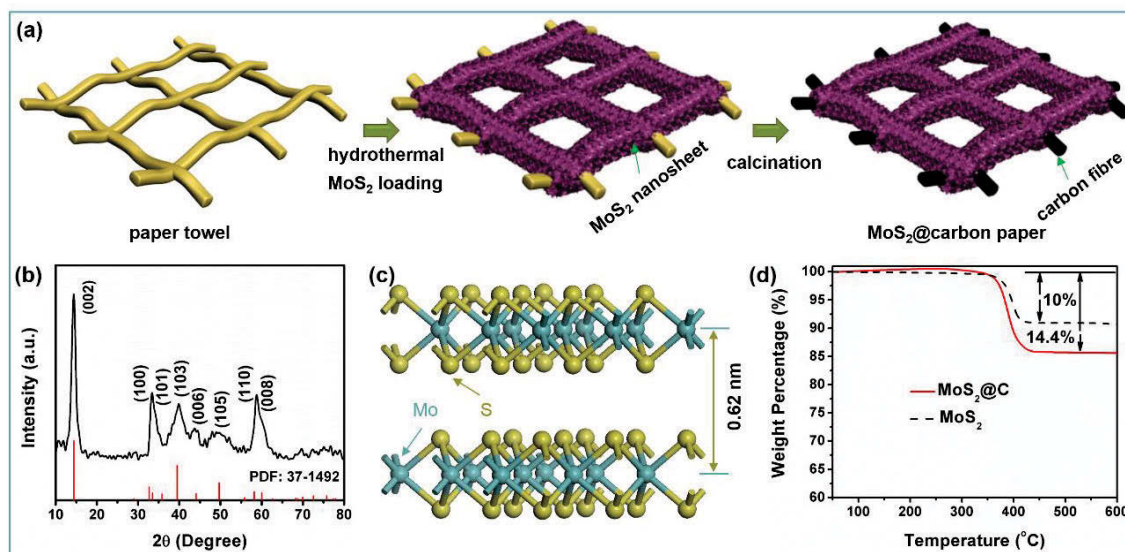 (a)
paper towel
hydrothermal
MoS₂ loading
MoS₂ nanosheet
calcination
carbon fibre
MoS₂@carbon paper
(b)
Intensity (a.u.)
(002)
(100)
(101)
(103)
(006)
(105)
(110)
(008)
PDF: 37-1492
10 20 30 40 50 60 70 80
2θ (Degree)
(c)
Mo
S
0.62 nm
(d)
Weight Percentage (%)
100
95
90
85
80
75
70
65
60
10%
14.4%
MoS₂@C
MoS₂
100 200 300 400 500 600
Temperature (°C)